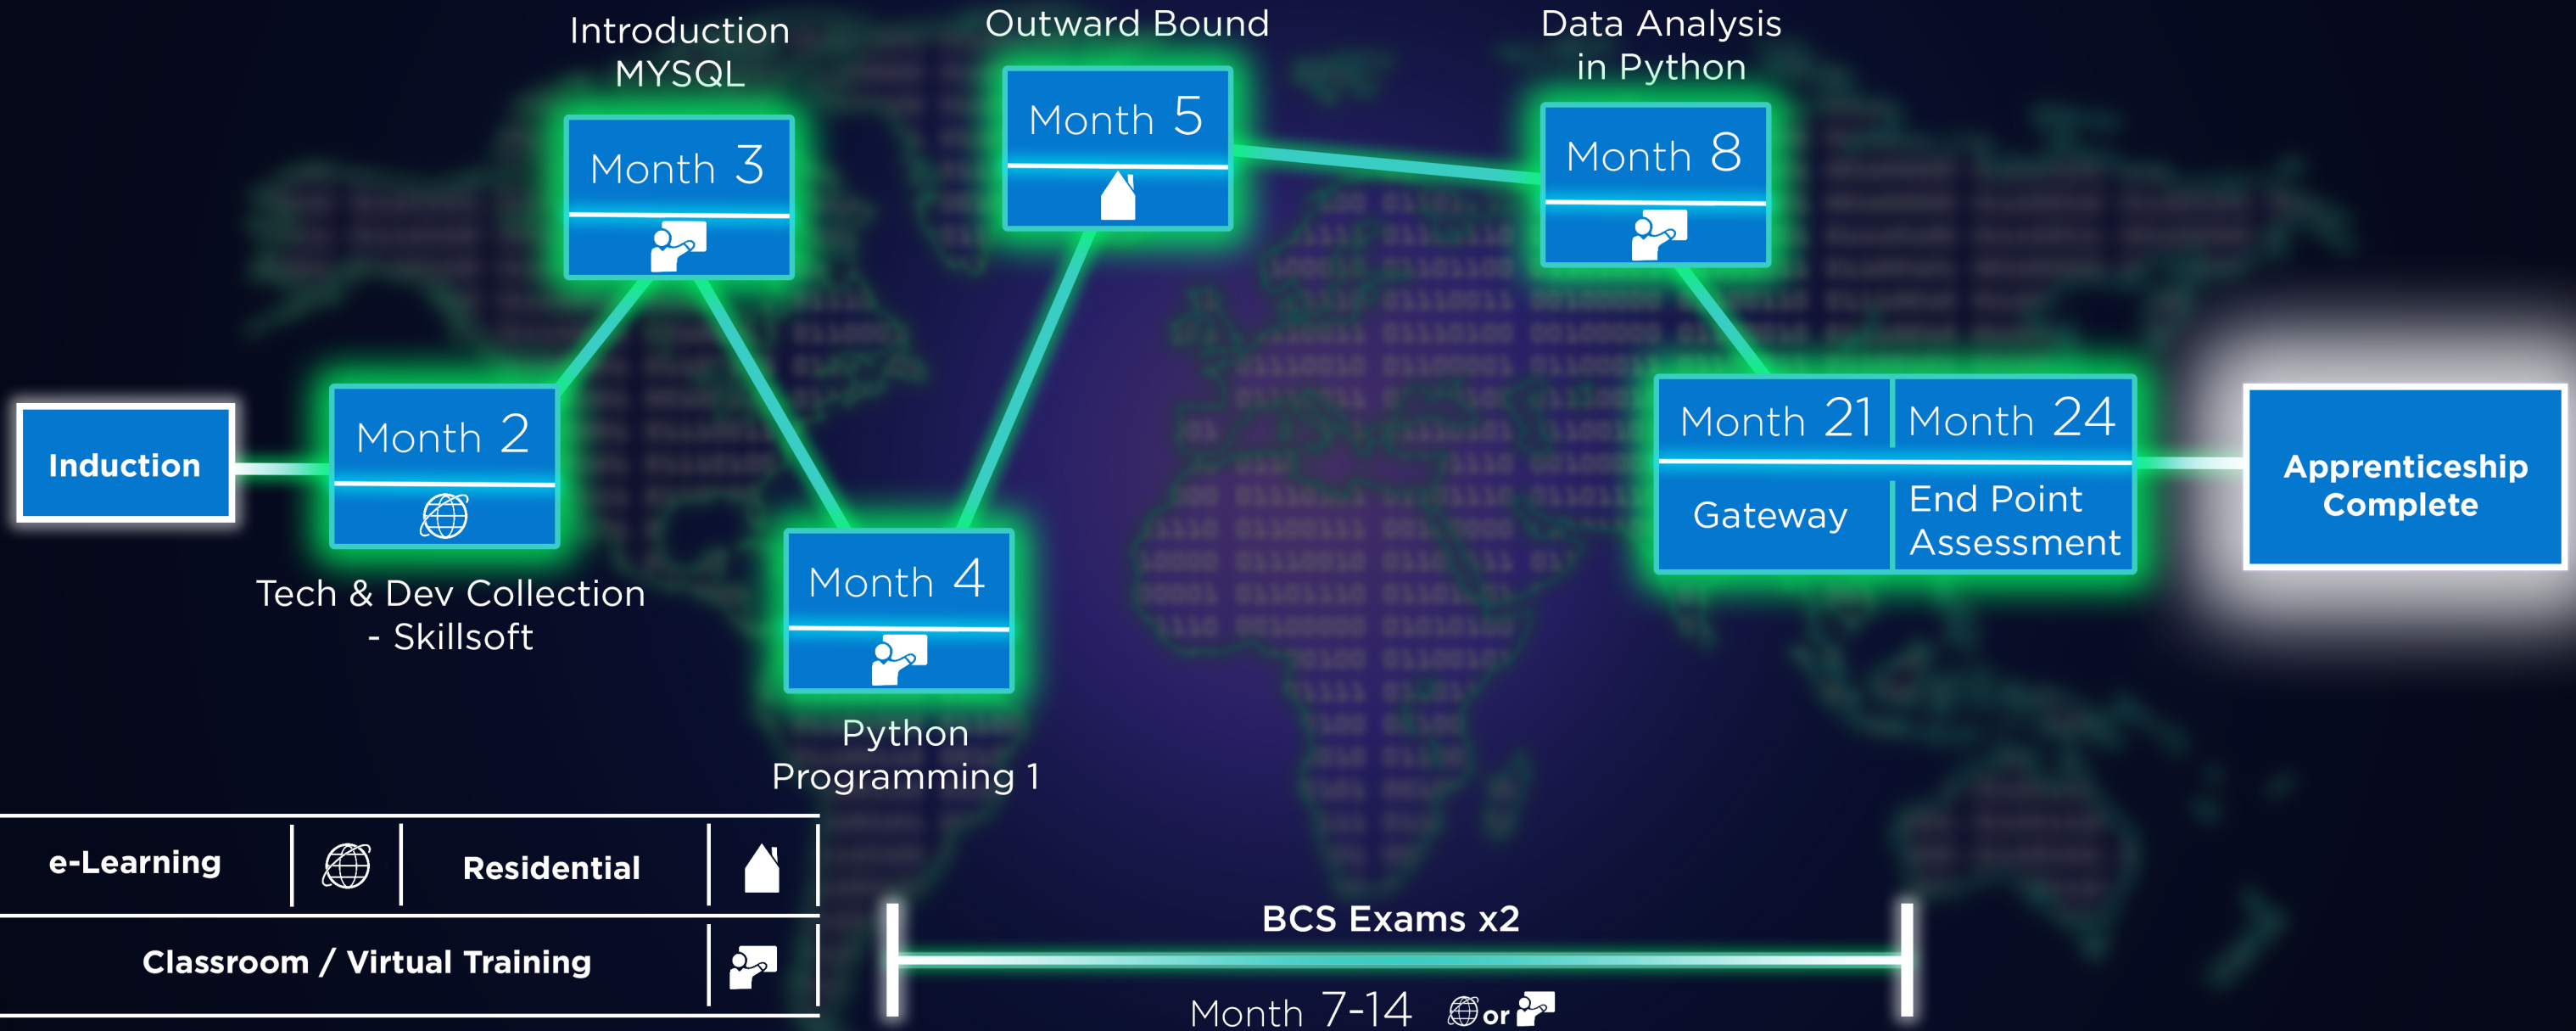 Introduction
MYSQL
Month 3
Outward Bound
Month 5
Data Analysis
in Python
Month 8
Induction
Month 2
Tech & Dev Collection
- Skillsoft
Month 4
Python
Programming 1
Month 21
Gateway
Month 24
End Point
Assessment
Apprenticeship
Complete
e-Learning
Residential
Classroom / Virtual Training
BCS Exams x2
Month 7-14 or